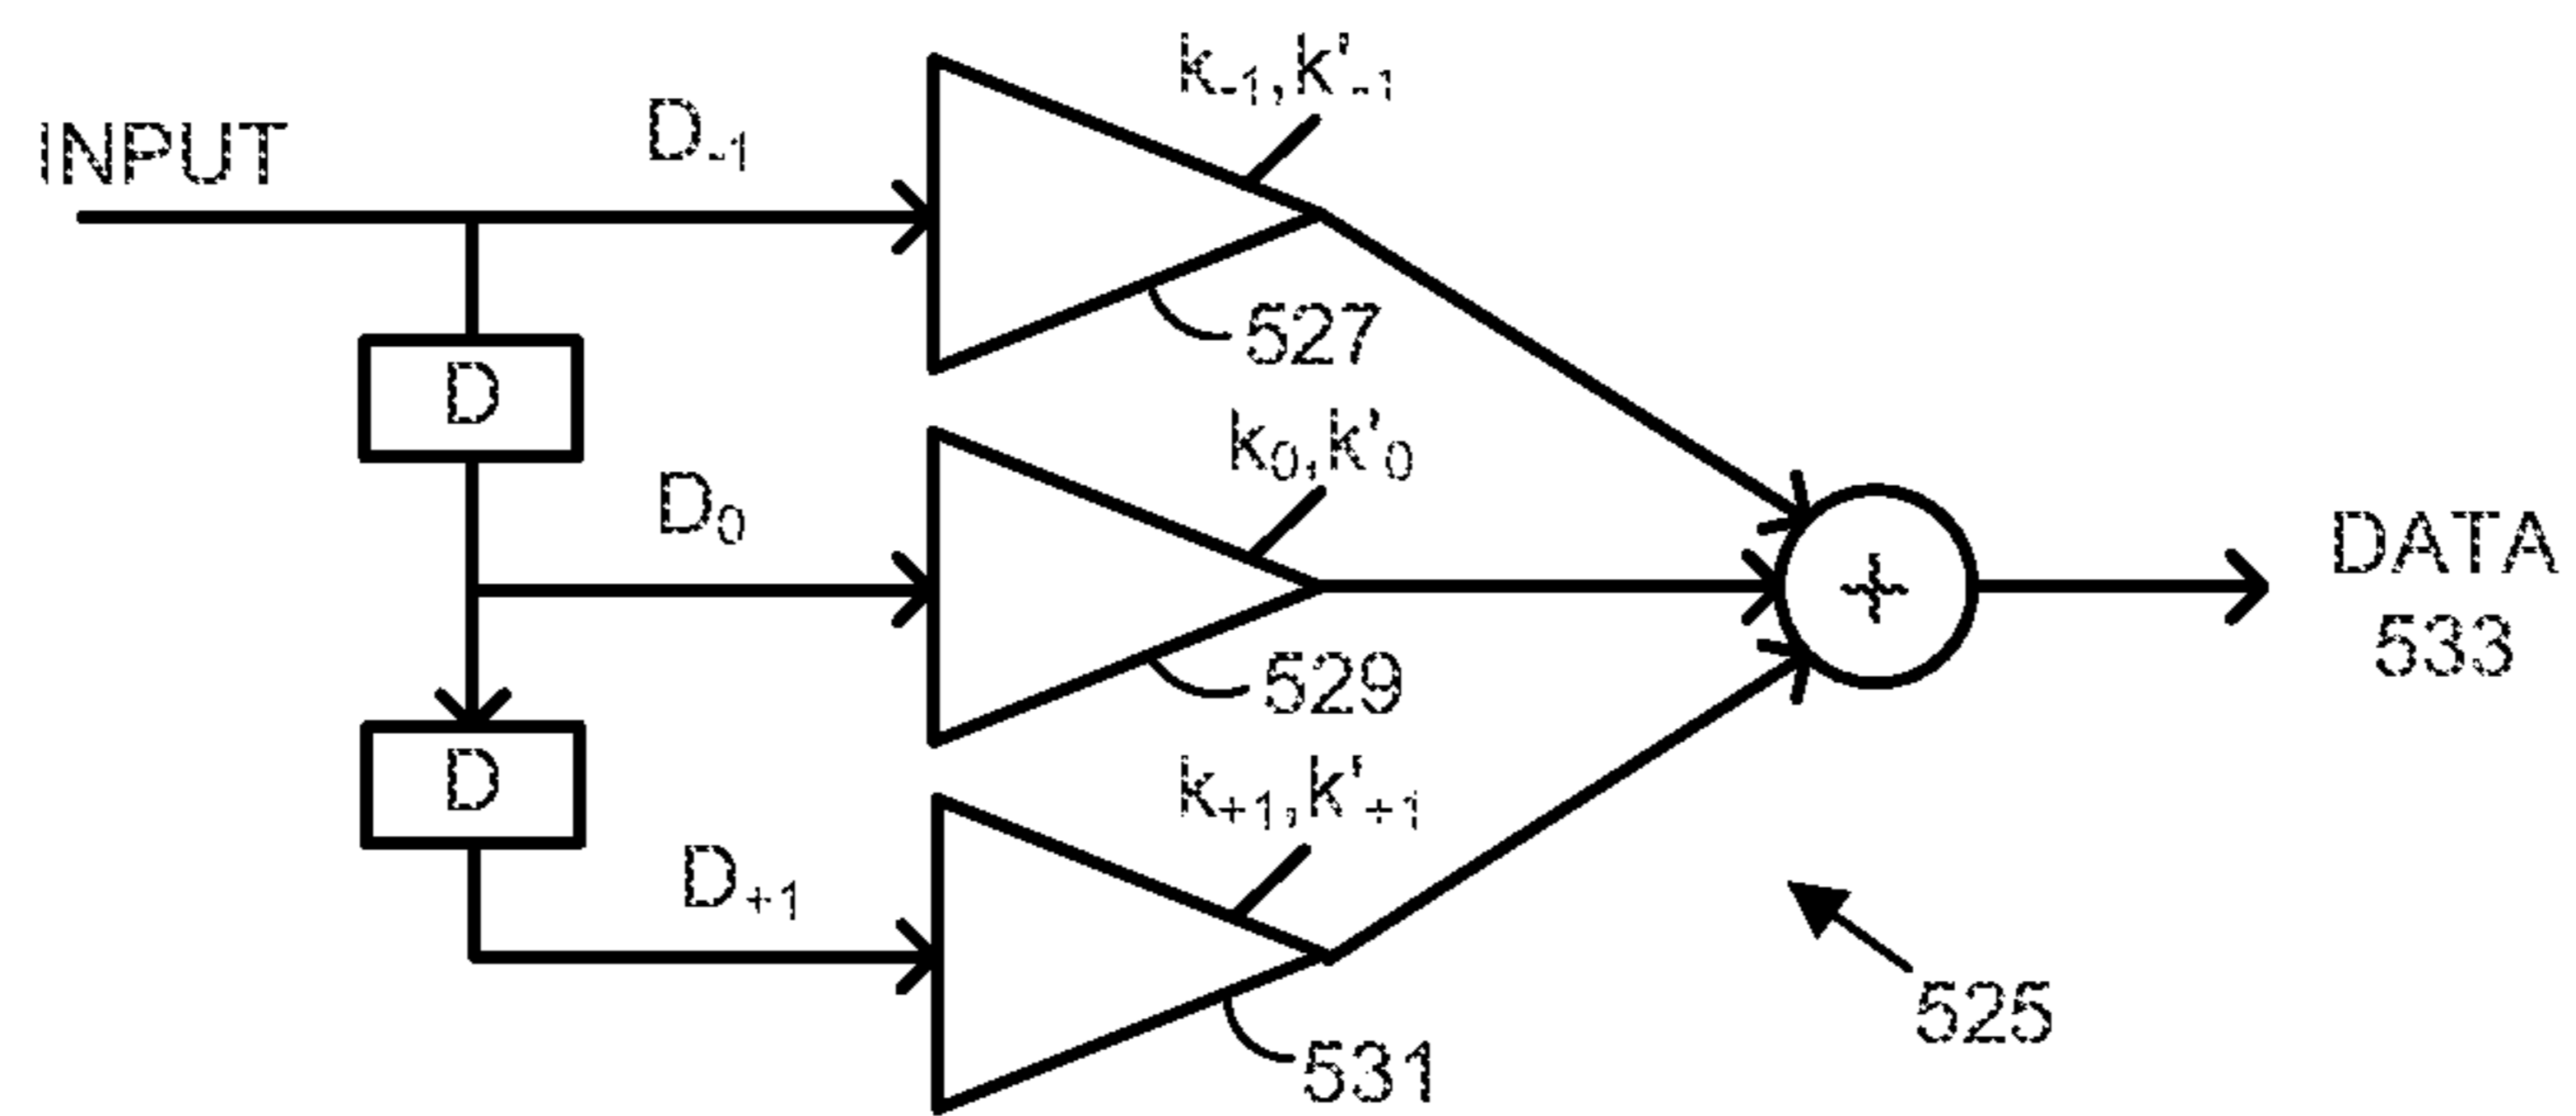 INPUT
D-1
k-1,k'-1
527
D
D0
k0,k'0
529
+
DATA
533
D
D+1
k+1,k'+1
531
525